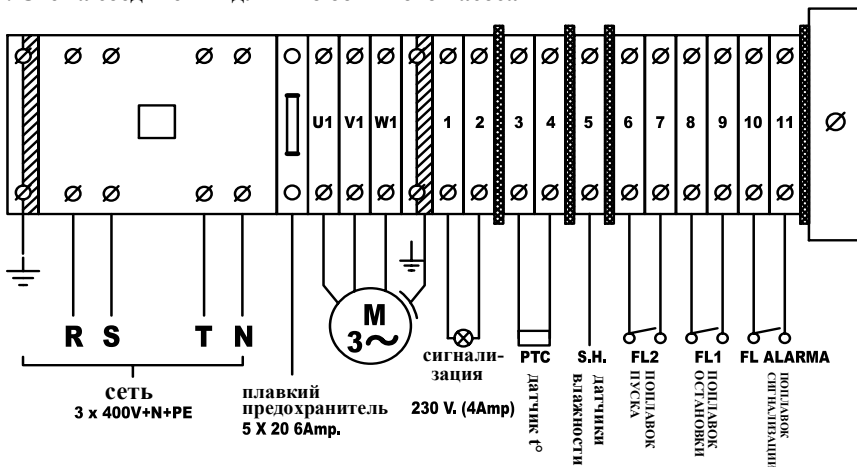 U1 V1 W1 1 2 3 4 5 6 7 8 9 10 11
R S T N
M
3~
сеть
3 x 400V+N+PE
плавкий
предохранитель
5 X 20 6Amp.
сигнали-
зация
230 V. (4Amp)
PTC
датчик t°
S.H.
датчики
влажности
FL2
ПОПЛАВОК
ПУСКА
FL1
ПОПЛАВОК
ОСТАНОВКИ
FL ALARMA
ПОПЛАВОК
СИГНАЛИЗАЦИИ